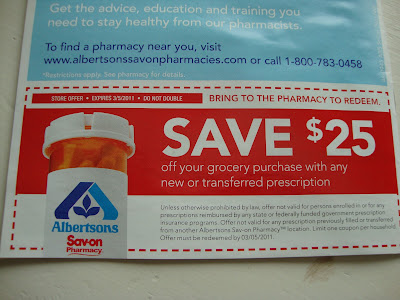 Get the advice, education and training you
need to stay healthy from our pharmacists.
To find a pharmacy near you, visit
www.albertsonssavonpharmacies.com or call 1-800-783-0458
*Restrictions apply. See pharmacy for details.
STORE OFFER • EXPIRES 3/5/2011 • DO NOT DOUBLE
BRING TO THE PHARMACY TO REDEEM.
SAVE $25
off your grocery purchase with any
new or transferred prescription
Albertsons
Sav-on
Pharmacy
Unless otherwise prohibited by law, offer not valid for persons enrolled in or for any
prescriptions reimbursed by any state or federally funded government prescription
insurance programs. Offer not valid for any prescription previously filled or transferred
from another Albertsons Sav-on Pharmacy™ location. Limit one coupon per household.
Offer must be redeemed by 03/05/2011.